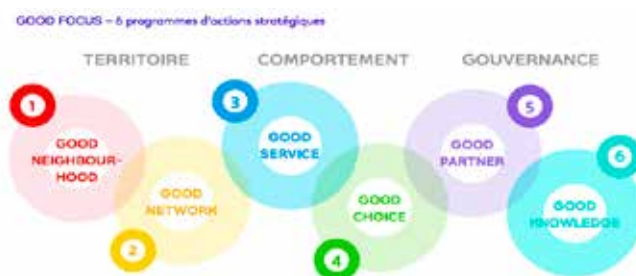 GOOD FOCUS – 6 programmes d'actions stratégiques
TERRITOIRE
COMPORTEMENT
GOUVERNANCE
1
GOOD
NEIGHBOUR-
HOOD
2
GOOD
NETWORK
3
GOOD
SERVICE
4
GOOD
CHOICE
5
GOOD
PARTNER
6
GOOD
KNOWLEDGE